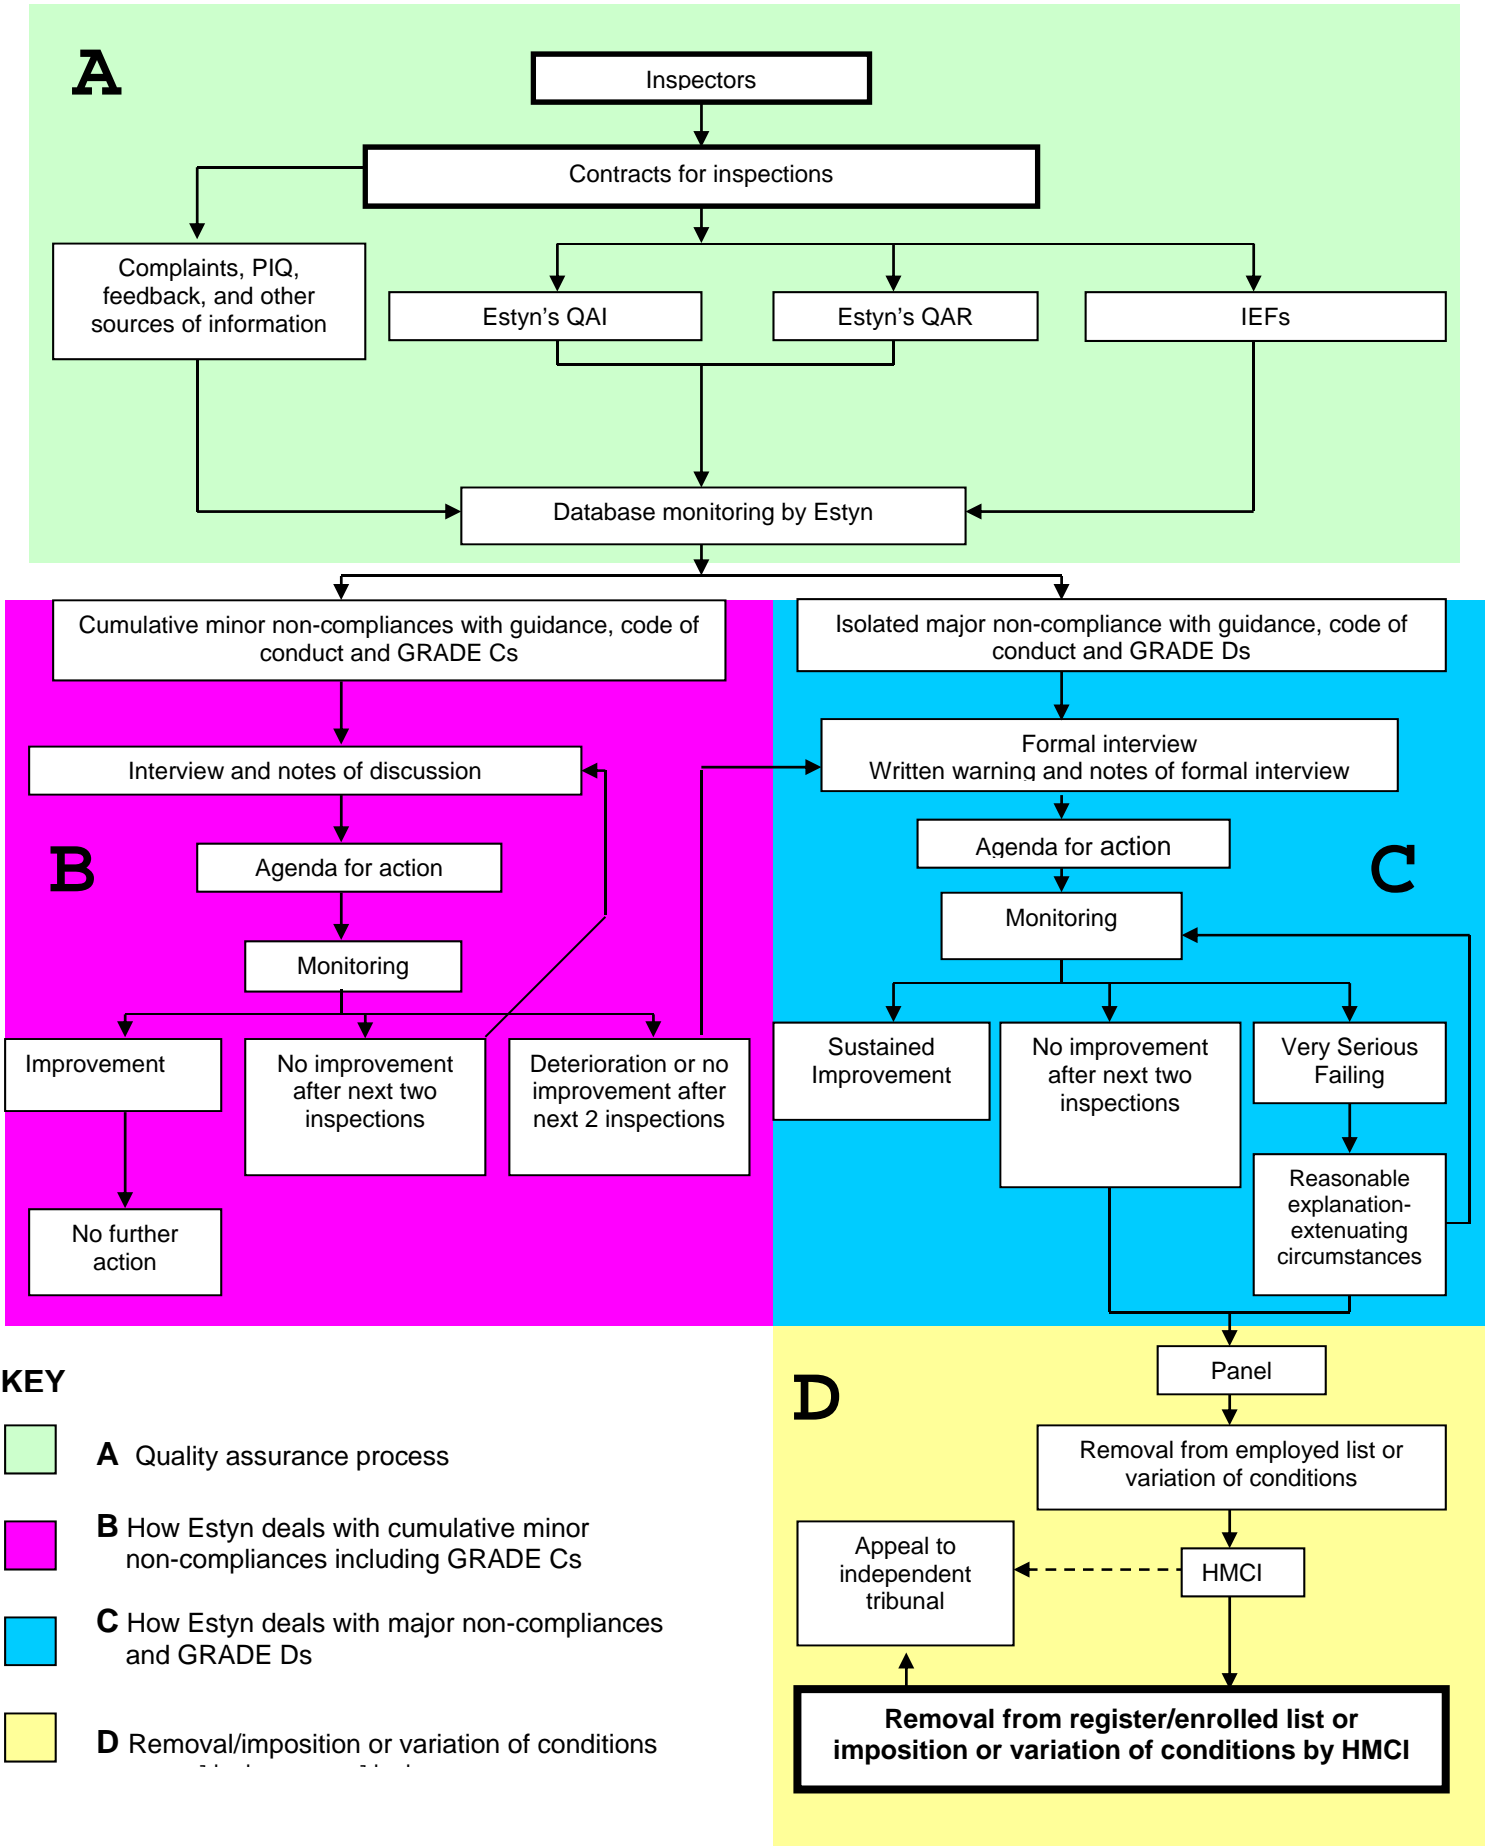 A
Inspectors
Contracts for inspections
Complaints, PIQ,
feedback, and other
sources of information
Estyn's QAI
Estyn's QAR
IEFs
Database monitoring by Estyn
Cumulative minor non-compliances with guidance, code of
conduct and GRADE Cs
Interview and notes of discussion
B
Agenda for action
Monitoring
Improvement
No improvement
after next two
inspections
Deterioration or no
improvement after
next 2 inspections
No further
action
Isolated major non-compliance with guidance, code of
conduct and GRADE Ds
Formal interview
Written warning and notes of formal interview
Agenda for action
C
Monitoring
Sustained
Improvement
No improvement
after next two
inspections
Very Serious
Failing
Reasonable
explanation-
extenuating
circumstances
D
Panel
Removal from employed list or
variation of conditions
Appeal to
independent
tribunal
HMCI
Removal from register/enrolled list or
imposition or variation of conditions by HMCI
KEY
A Quality assurance process
B How Estyn deals with cumulative minor
non-compliances including GRADE Cs
C How Estyn deals with major non-compliances
and GRADE Ds
D Removal/imposition or variation of conditions